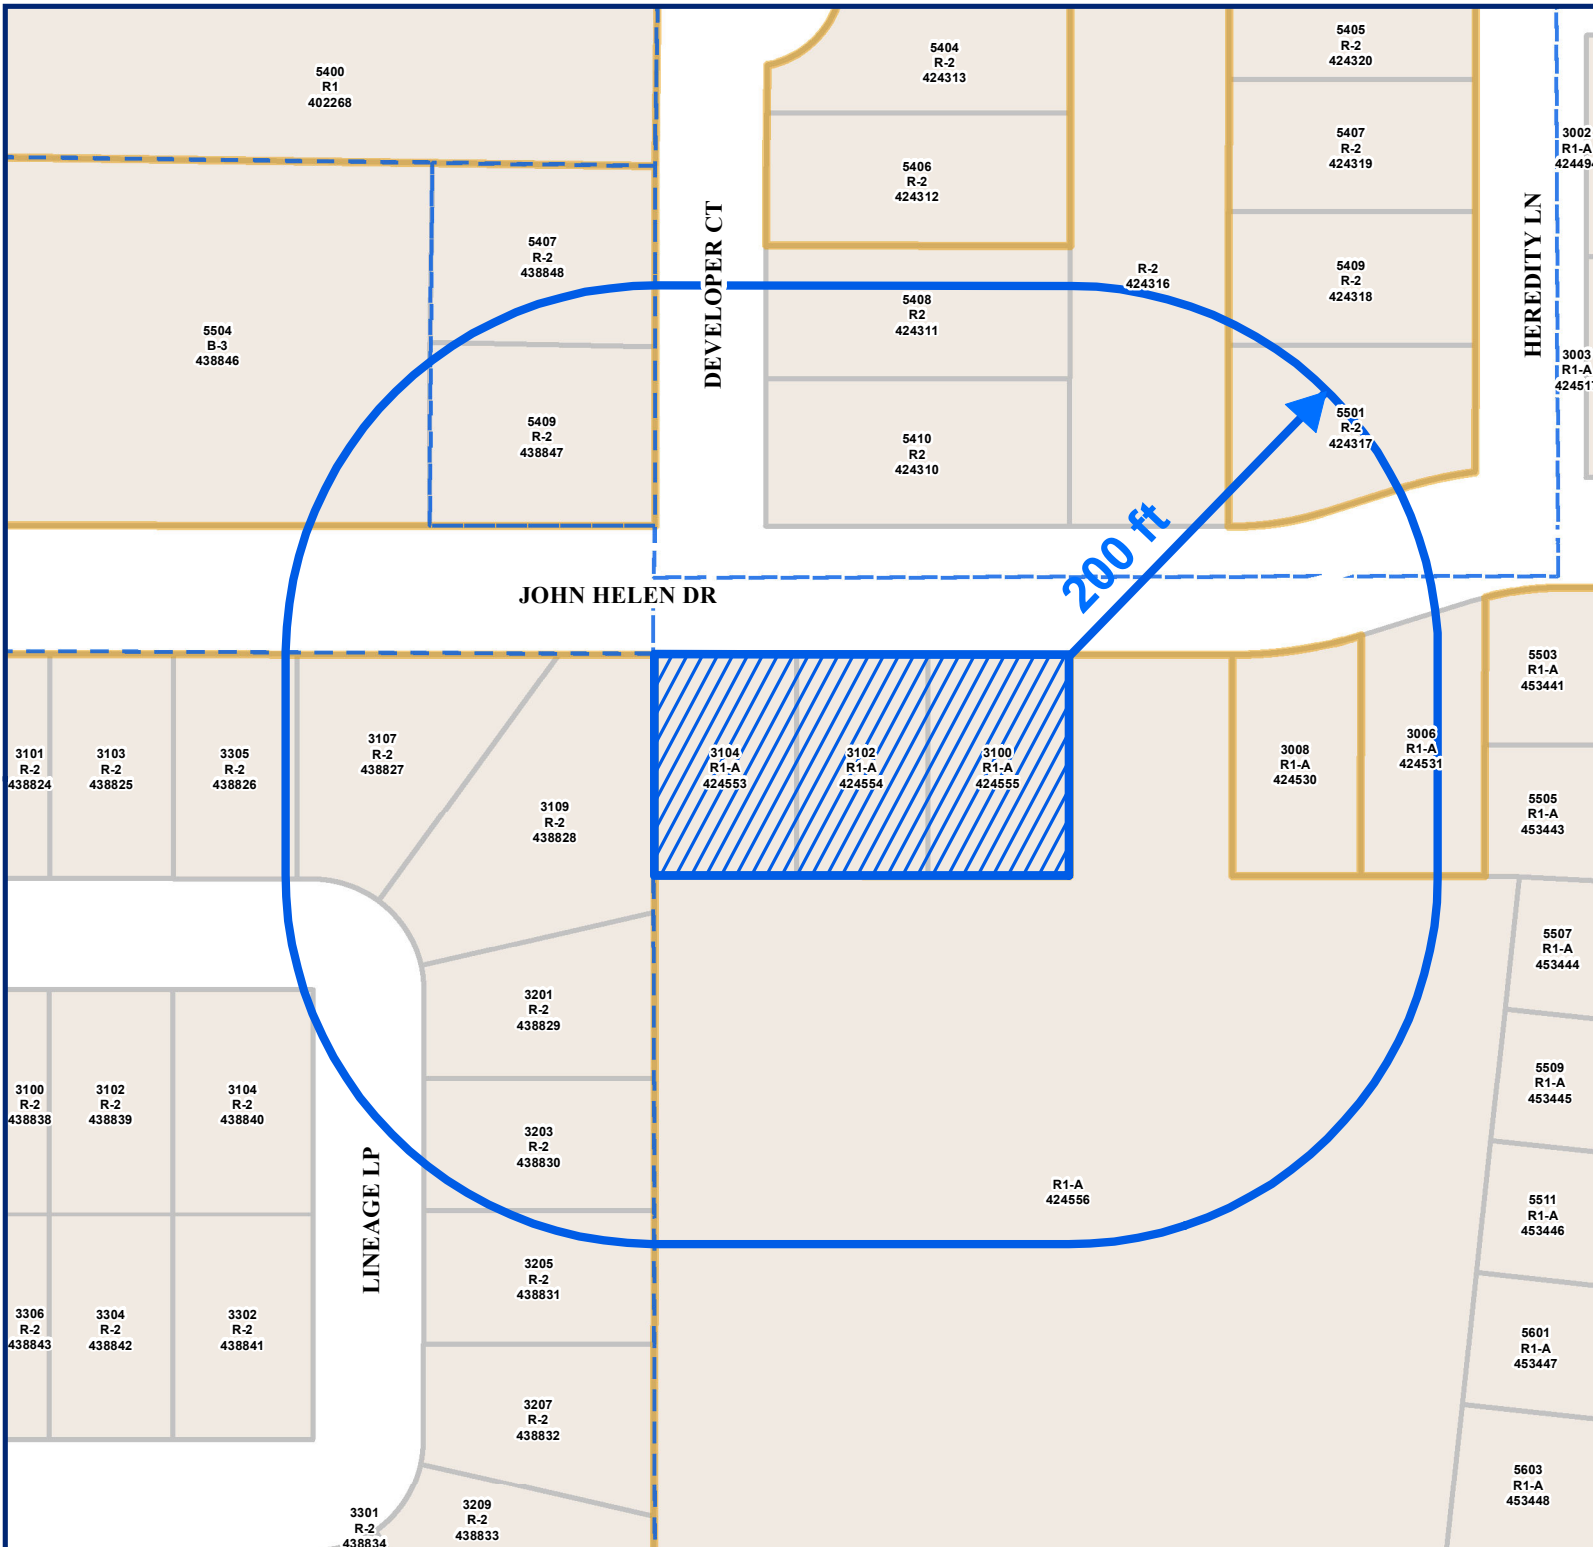 5400
R1
402268
5404
R-2
424313
5405
R-2
424320
5407
R-2
424319
3002
R1-A
424494
5406
R-2
424312
5407
R-2
438848
DEVELOPER CT
R-2
424316
5409
R-2
424318
HEREDITY LN
5408
R2
424311
5504
B-3
438846
3003
R1-A
424517
5409
R-2
438847
5410
R2
424310
5501
R-2
424317
200 ft
JOHN HELEN DR
5503
R1-A
453441
3101
R-2
438824
3103
R-2
438825
3305
R-2
438826
3107
R-2
438827
3109
R-2
438828
3104
R1-A
424553
3102
R1-A
424554
3100
R1-A
424555
3008
R1-A
424530
3006
R1-A
424531
5505
R1-A
453443
5507
R1-A
453444
3201
R-2
438829
5509
R1-A
453445
3100
R-2
438838
3102
R-2
438839
3104
R-2
438840
3203
R-2
438830
LINEAGE LP
R1-A
424556
5511
R1-A
453446
3205
R-2
438831
3306
R-2
438843
3304
R-2
438842
3302
R-2
438841
5601
R1-A
453447
3207
R-2
438832
5603
R1-A
453448
3301
R-2
438834
3209
R-2
438833